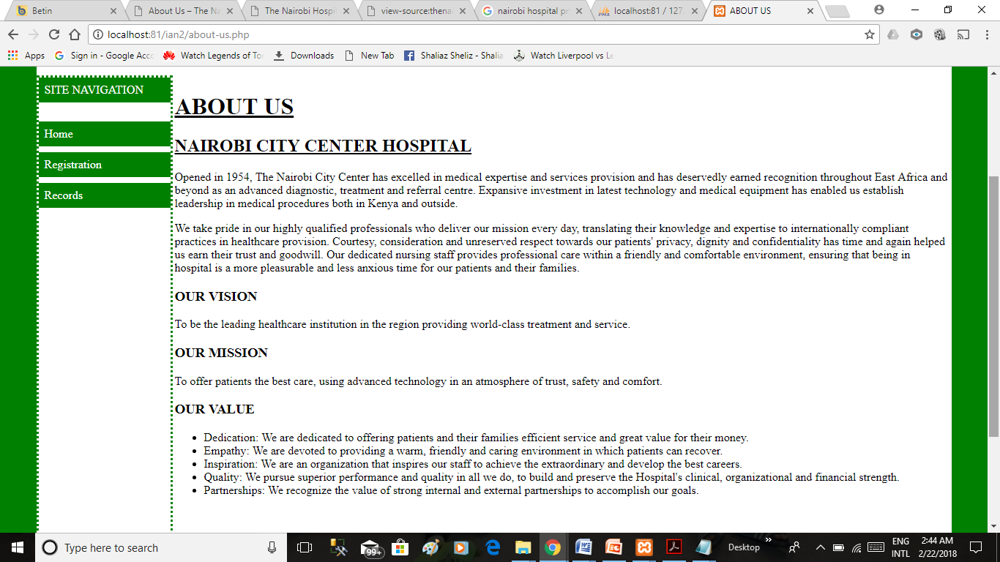 Betin
About Us – The Na
The Nairobi Hospit
view-source:thenai
nairobi hospital pr
localhost:81 / 127.
ABOUT US
localhost:81/ian2/about-us.php
Apps
Sign in - Google Acco
Watch Legends of To
Downloads
New Tab
Shaliaz Sheliz - Shalia
Watch Liverpool vs Le
SITE NAVIGATION
Home
Registration
Records
ABOUT US
NAIROBI CITY CENTER HOSPITAL
Opened in 1954, The Nairobi City Center has excelled in medical expertise and services provision and has deservedly earned recognition throughout East Africa and
beyond as an advanced diagnostic, treatment and referral centre. Expansive investment in latest technology and medical equipment has enabled us establish
leadership in medical procedures both in Kenya and outside.
We take pride in our highly qualified professionals who deliver our mission every day, translating their knowledge and expertise to internationally compliant
practices in healthcare provision. Courtesy, consideration and unreserved respect towards our patients' privacy, dignity and confidentiality has time and again helped
us earn their trust and goodwill. Our dedicated nursing staff provides professional care within a friendly and comfortable environment, ensuring that being in
hospital is a more pleasurable and less anxious time for our patients and their families.
OUR VISION
To be the leading healthcare institution in the region providing world-class treatment and service.
OUR MISSION
To offer patients the best care, using advanced technology in an atmosphere of trust, safety and comfort.
OUR VALUE
• Dedication: We are dedicated to offering patients and their families efficient service and great value for their money.
• Empathy: We are devoted to providing a warm, friendly and caring environment in which patients can recover.
• Inspiration: We are an organization that inspires our staff to achieve the extraordinary and develop the best careers.
• Quality: We pursue superior performance and quality in all we do, to build and preserve the Hospital's clinical, organizational and financial strength.
• Partnerships: We recognize the value of strong internal and external partnerships to accomplish our goals.
Type here to search
99+
Desktop
ENG
INTL
2:44 AM
2/22/2018